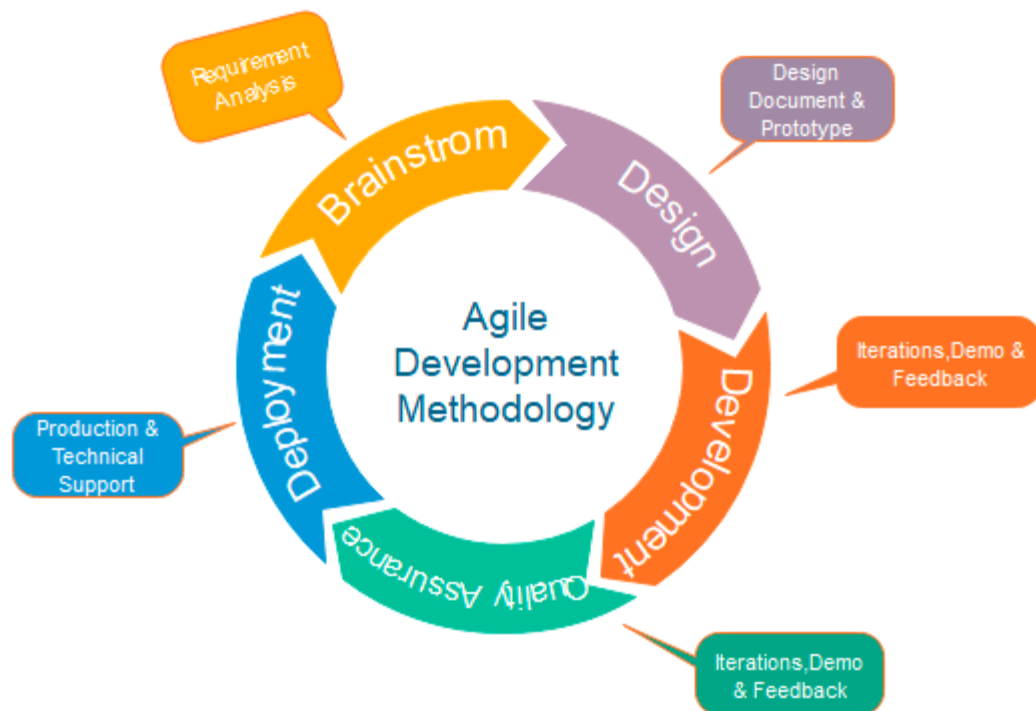 Requirement
Analysis
Brainstrom
Design
Document &
Prototype
Design
Iterations,Demo &
Feedback
Development
Iterations,Demo
& Feedback
Quality Assurance
Production &
Technical
Support
Deployment
Agile
Development
Methodology